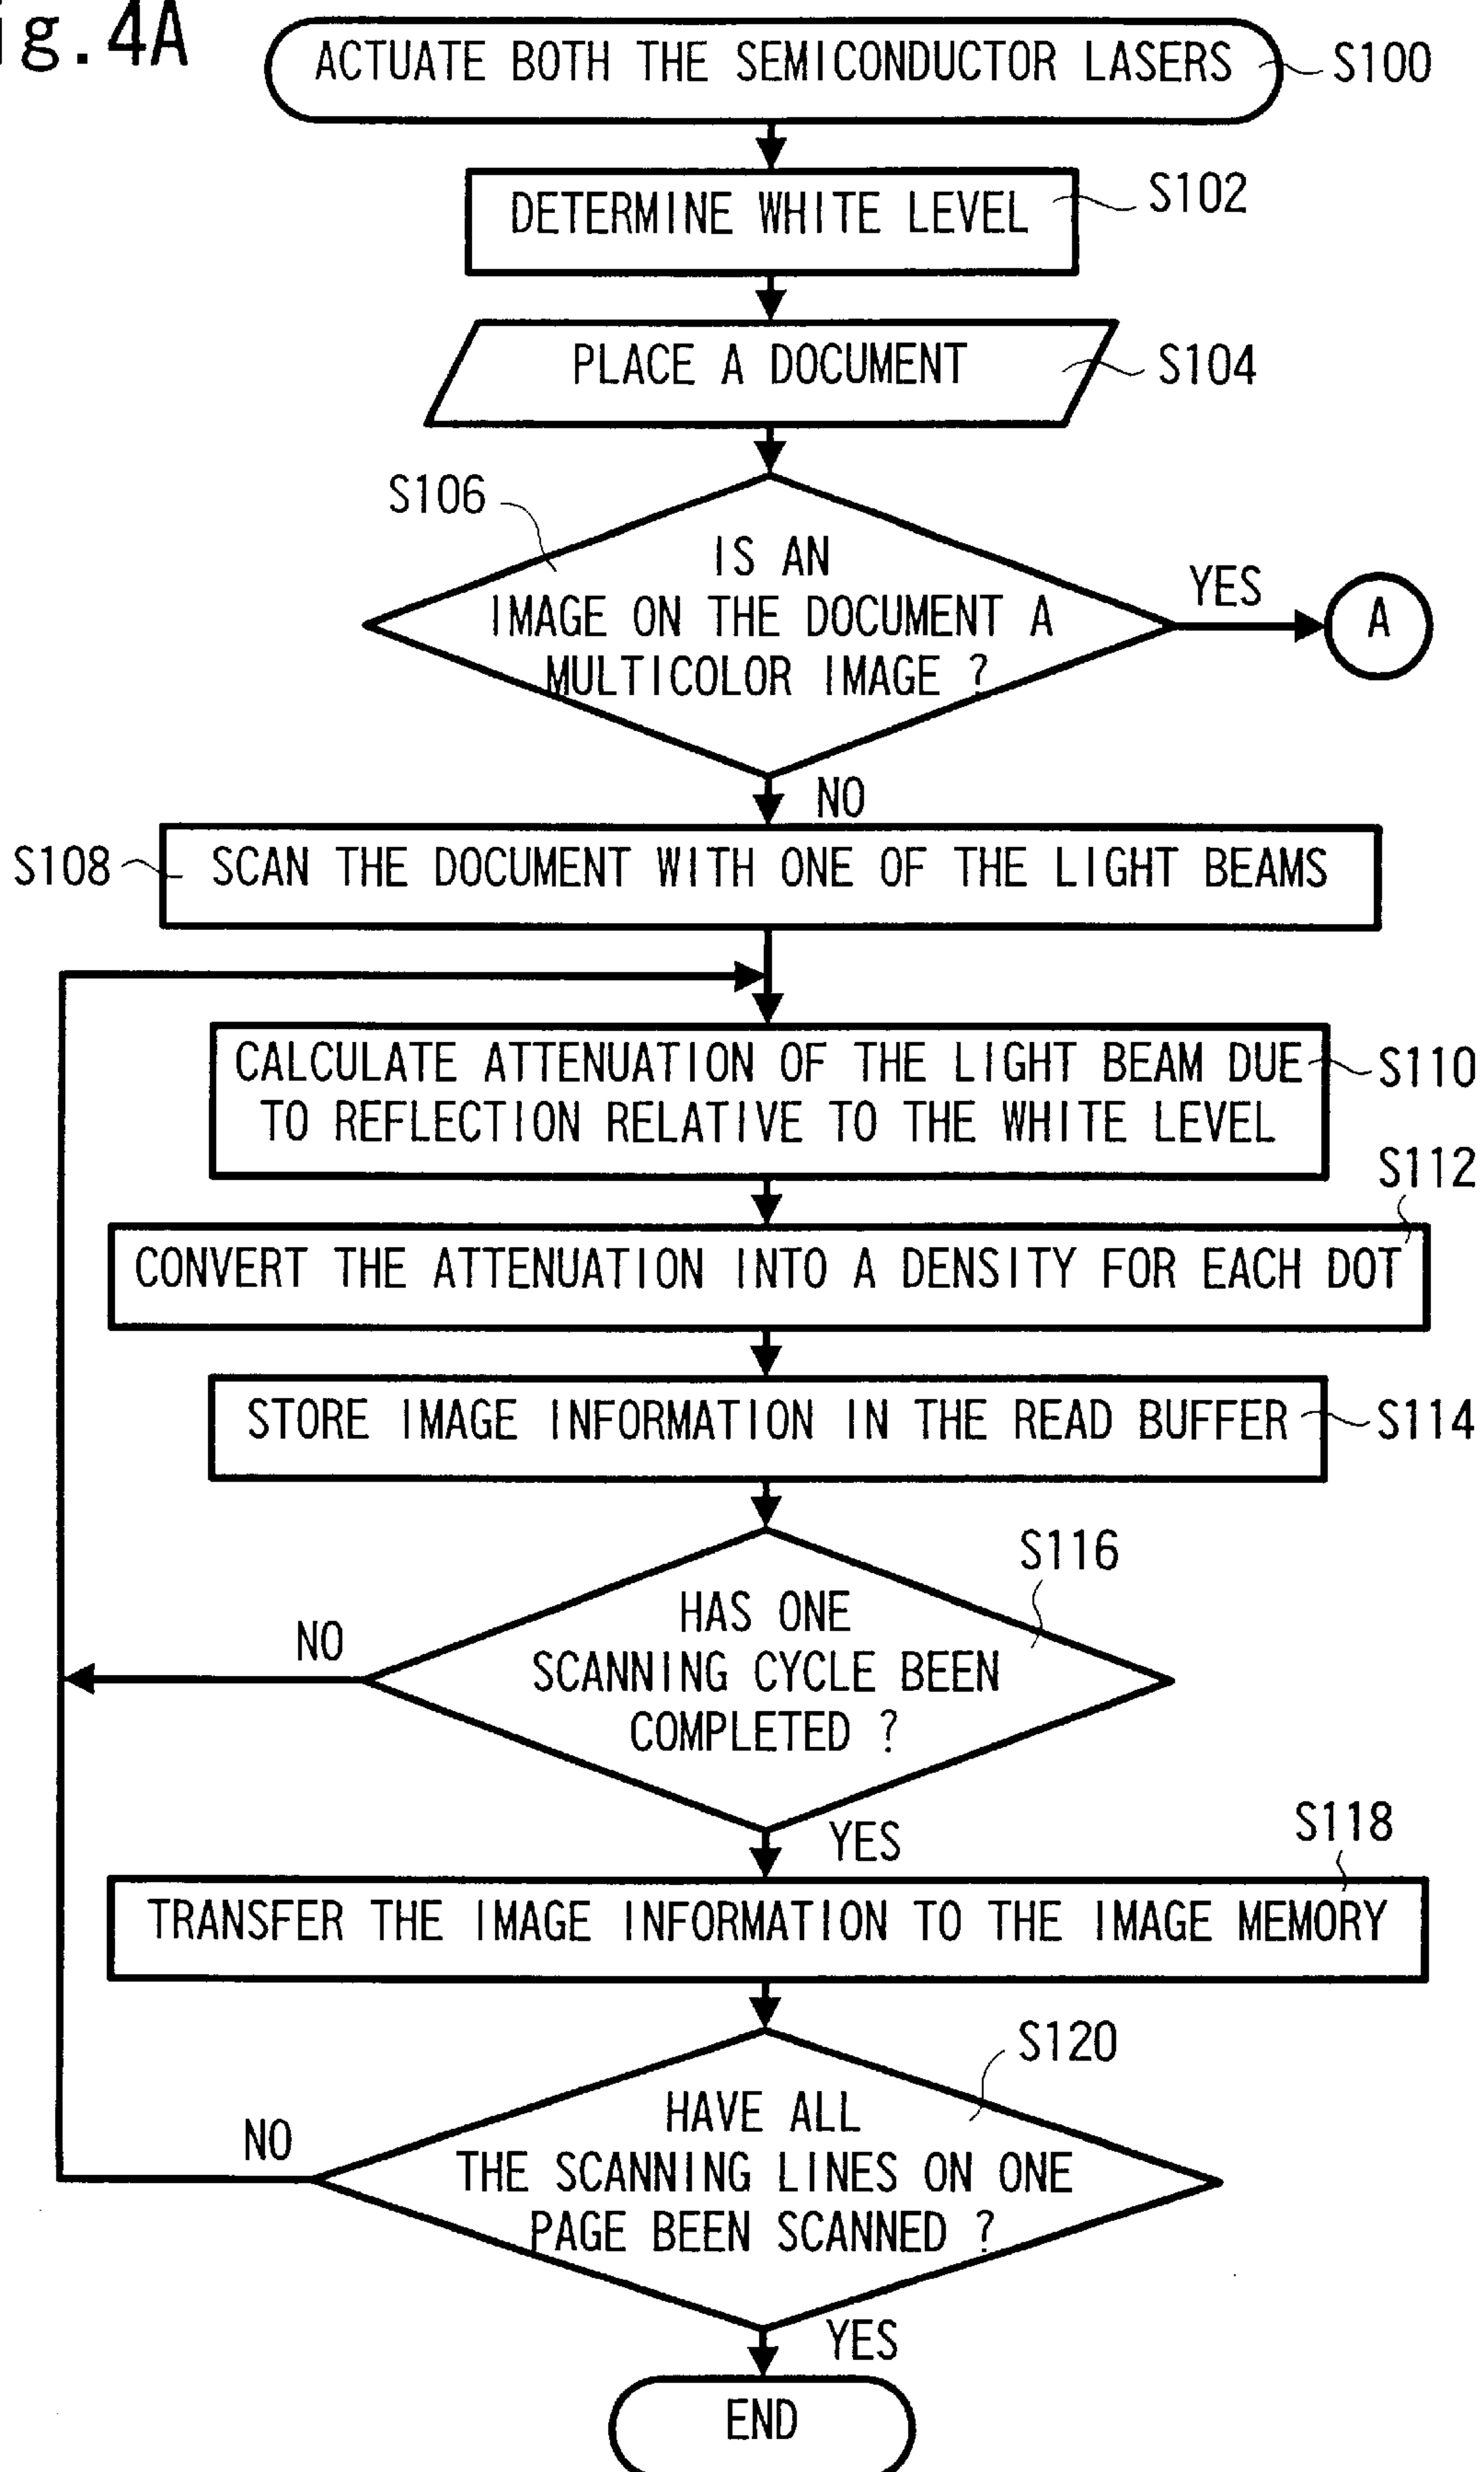 ig.4A
ACTUATE BOTH THE SEMICONDUCTOR LASERS
S100
DETERMINE WHITE LEVEL
S102
PLACE A DOCUMENT
S104
S106
IS AN
IMAGE ON THE DOCUMENT A
MULTICOLOR IMAGE ?
YES
A
NO
S108
SCAN THE DOCUMENT WITH ONE OF THE LIGHT BEAMS
CALCULATE ATTENUATION OF THE LIGHT BEAM DUE
TO REFLECTION RELATIVE TO THE WHITE LEVEL
S110
S112
CONVERT THE ATTENUATION INTO A DENSITY FOR EACH DOT
STORE IMAGE INFORMATION IN THE READ BUFFER
S114
S116
HAS ONE
SCANNING CYCLE BEEN
COMPLETED ?
NO
YES
S118
TRANSFER THE IMAGE INFORMATION TO THE IMAGE MEMORY
S120
HAVE ALL
THE SCANNING LINES ON ONE
PAGE BEEN SCANNED ?
NO
YES
END